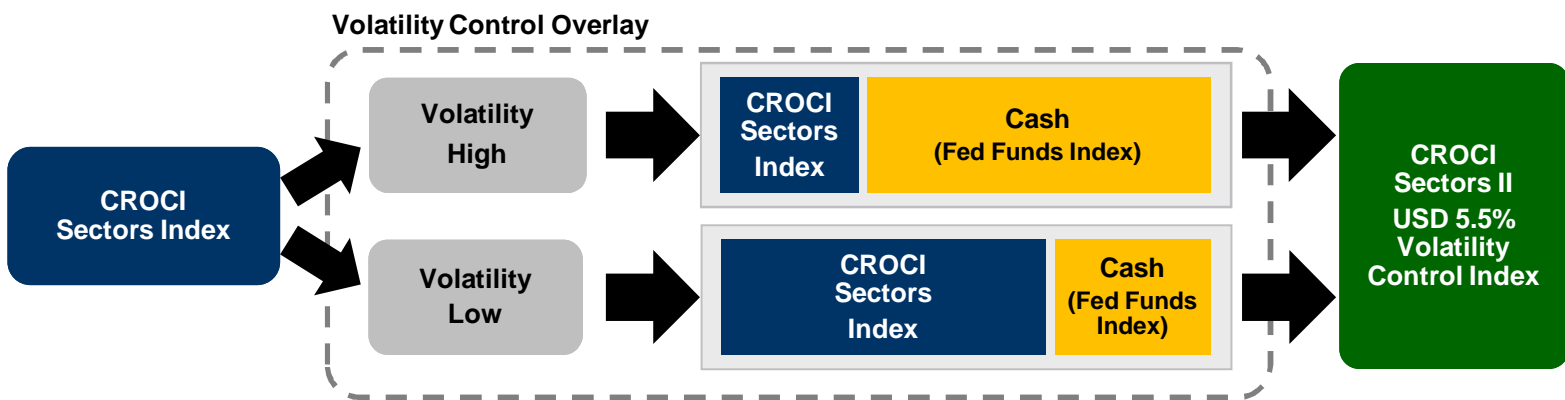 Volatility Control Overlay
CROCI
Sectors Index
Volatility
High
CROCI
Sectors
Index
Cash
(Fed Funds Index)
Volatility
Low
CROCI
Sectors
Index
Cash
(Fed Funds
Index)
CROCI
Sectors II
USD 5.5%
Volatility
Control Index